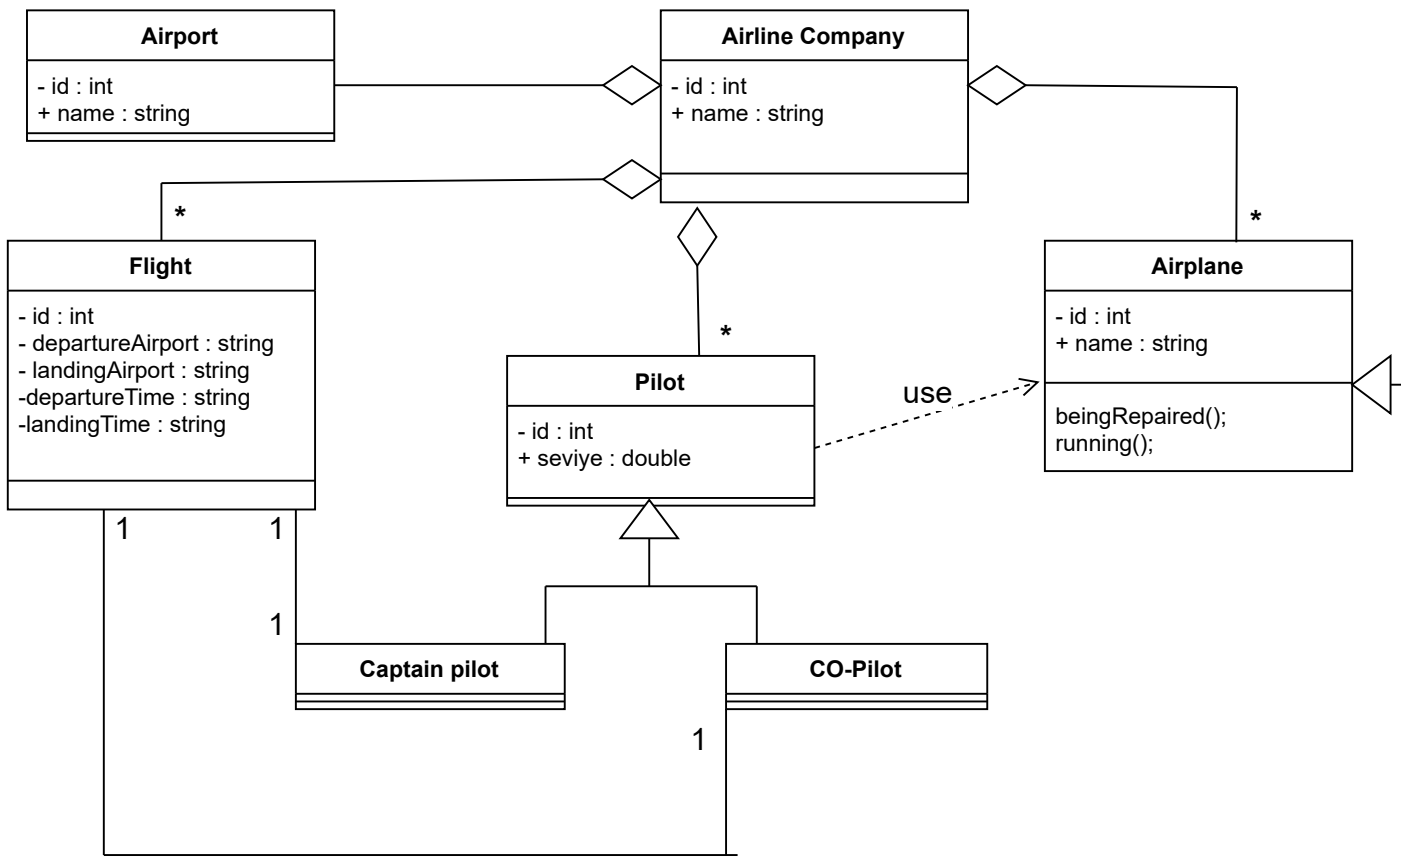 Airport
- id : int
+ name : string
Airline Company
- id : int
+ name : string
*
*
*
Flight
- id : int
- departureAirport : string
- landingAirport : string
-departureTime : string
-landingTime : string
Airplane
- id : int
+ name : string
beingRepaired();
running();
Pilot
- id : int
+ seviye : double
use
1
1
1
Captain pilot
CO-Pilot
1